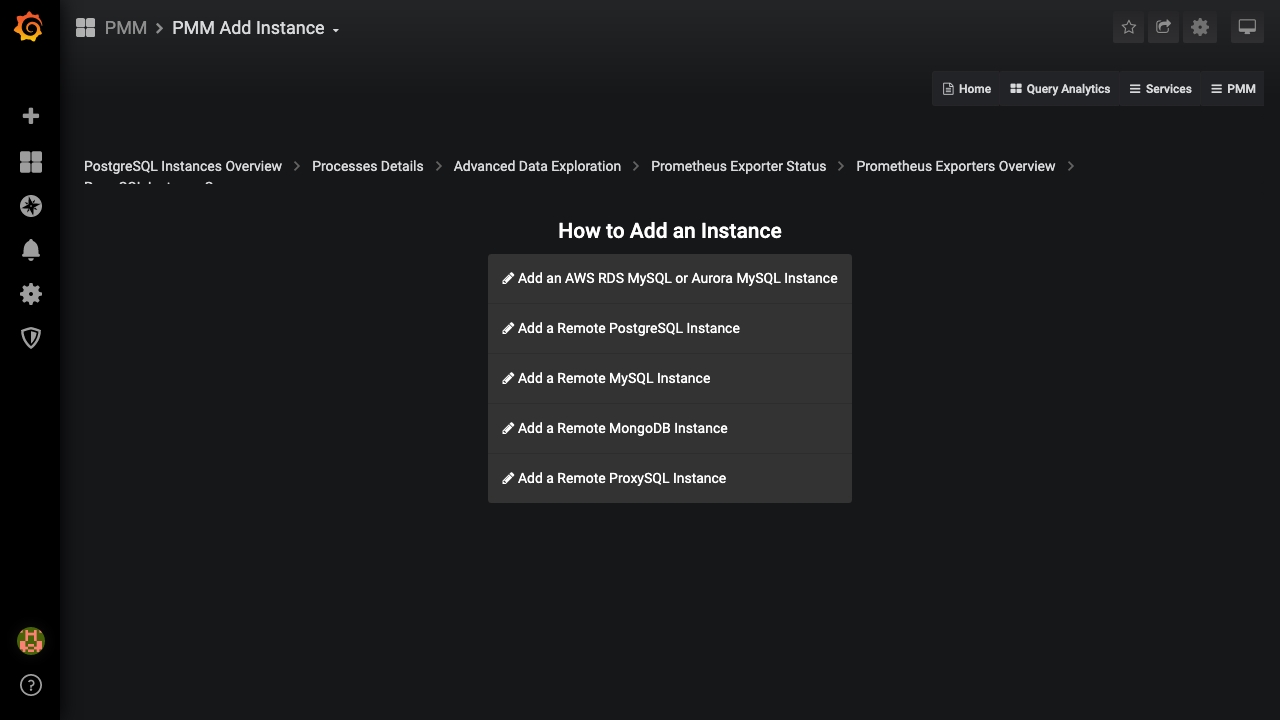 PMM > PMM Add Instance
Home Query Analytics Services PMM
PostgreSQL Instances Overview > Processes Details > Advanced Data Exploration > Prometheus Exporter Status > Prometheus Exporters Overview >
How to Add an Instance
Add an AWS RDS MySQL or Aurora MySQL Instance
Add a Remote PostgreSQL Instance
Add a Remote MySQL Instance
Add a Remote MongoDB Instance
Add a Remote ProxySQL Instance